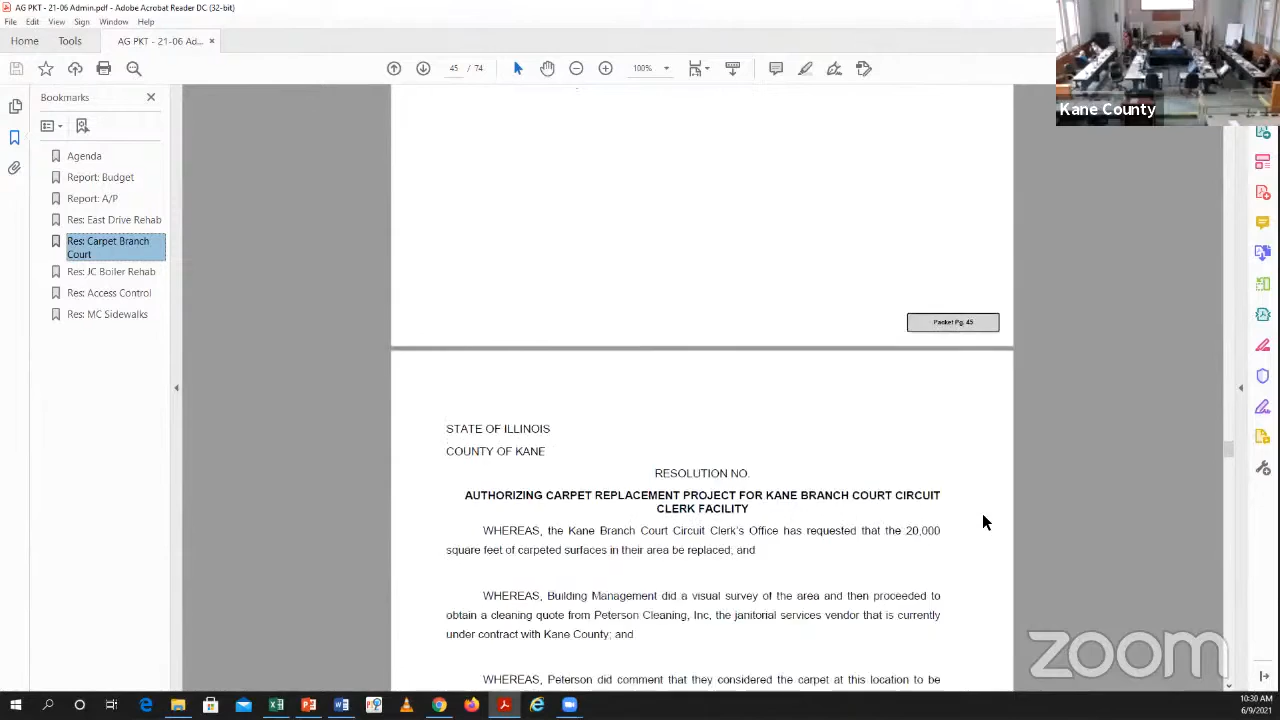 AG PKT - 21-06 Admin.pdf - Adobe Acrobat Reader DC (32-bit)
File Edit View Sign Window Help
Home Tools AG PKT - 21-06 Ad... ×
45 / 74 100%
Kane County
Bookmarks
Agenda
Report: Budget
Report: A/P
Res: East Drive Rehab
Res: Carpet Branch
Court
Res: JC Boiler Rehab
Res: Access Control
Res: MC Sidewalks
Packet Pg. 45
STATE OF ILLINOIS
COUNTY OF KANE
RESOLUTION NO.
AUTHORIZING CARPET REPLACEMENT PROJECT FOR KANE BRANCH COURT CIRCUIT
CLERK FACILITY
WHEREAS, the Kane Branch Court Circuit Clerk's Office has requested that the 20,000
square feet of carpeted surfaces in their area be replaced; and
WHEREAS, Building Management did a visual survey of the area and then proceeded to
obtain a cleaning quote from Peterson Cleaning, Inc, the janitorial services vendor that is currently
under contract with Kane County; and
WHEREAS, Peterson did comment that they considered the carpet at this location to be
zoom
10:30 AM
6/9/2021